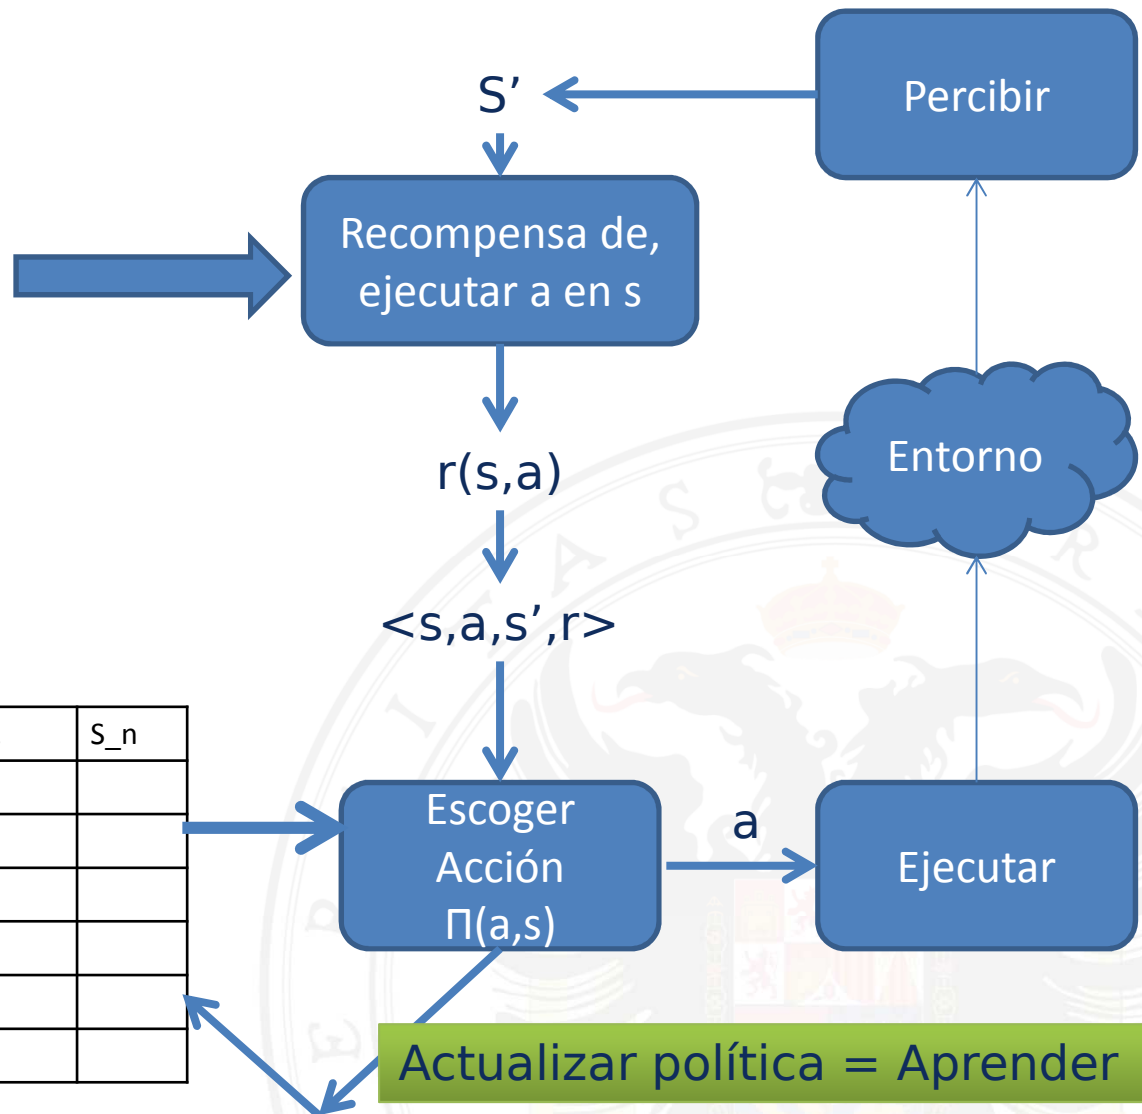 Percibir
S’
Recompensa de,
ejecutar a en s
Entorno
r(s,a)
<s,a,s’,r>
S_n
Escoger
Acción
Π(a,s)
a
Ejecutar
Actualizar política = Aprender